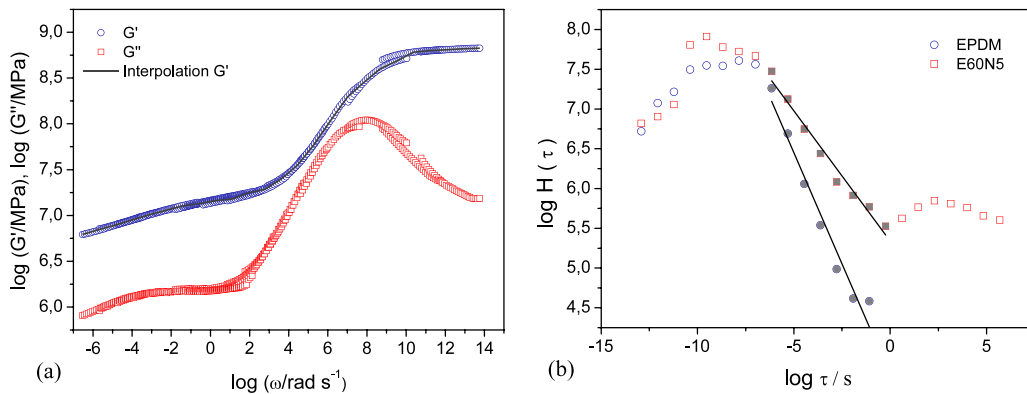 9,0
8,5
8,0
7,5
7,0
6,5
6,0
log (G'/MPa), log (G''/MPa)
G'
G''
Interpolation G'
-6 -4 -2 0 2 4 6 8 10 12 14
log (ω/rad s⁻¹)
(a)
8,0
7,5
7,0
6,5
6,0
5,5
5,0
4,5
log H (τ)
EPDM
E60N5
-15 -10 -5 0 5
log τ / s
(b)